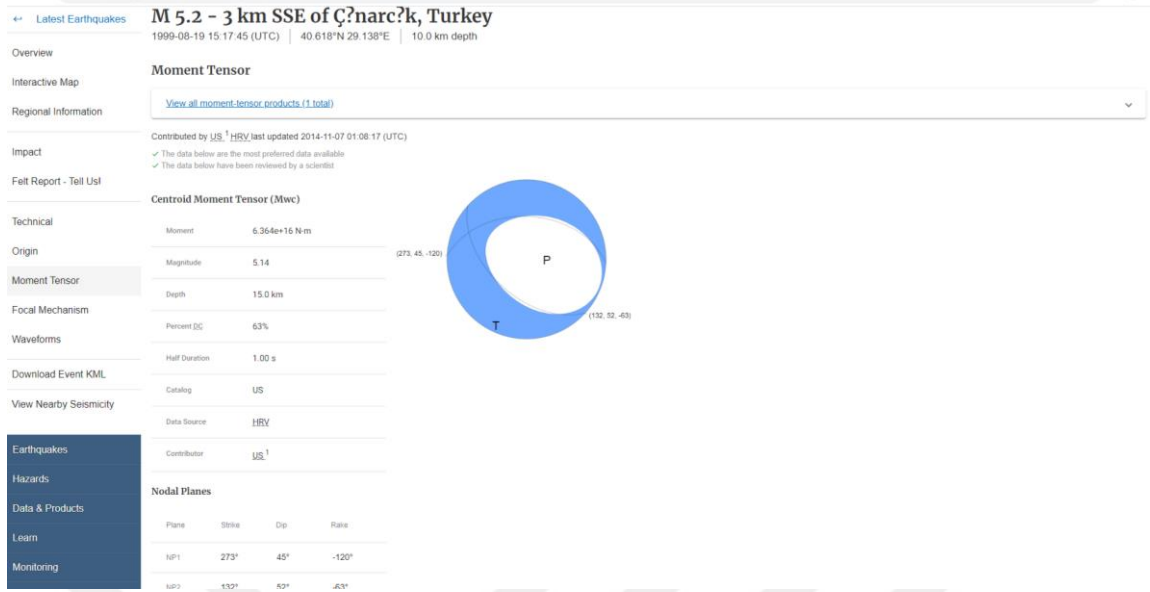 ↩ Latest Earthquakes
Overview
Interactive Map
Regional Information
Impact
Felt Report - Tell Us!
Technical
Origin
Moment Tensor
Focal Mechanism
Waveforms
Download Event KML
View Nearby Seismicity
Earthquakes
Hazards
Data & Products
Learn
Monitoring
M 5.2 - 3 km SSE of Ç?narc?k, Turkey
1999-08-19 15:17:45 (UTC) 40.618°N 29.138°E 10.0 km depth
Moment Tensor
View all moment-tensor products (1 total)
Contributed by US 1 HRV last updated 2014-11-07 01:08:17 (UTC)
✓ The data below are the most preferred data available
✓ The data below have been reviewed by a scientist
Centroid Moment Tensor (Mwc)
Moment 6.364e+16 N-m
Magnitude 5.14
Depth 15.0 km
Percent DC 63%
Half Duration 1.00 s
Catalog US
Data Source HRV
Contributor US 1
(273, 45, -120)
P
T
(132, 52, -63)
Nodal Planes
Plane Strike Dip Rake
NP1 273° 45° -120°
NP2 132° 52° -63°